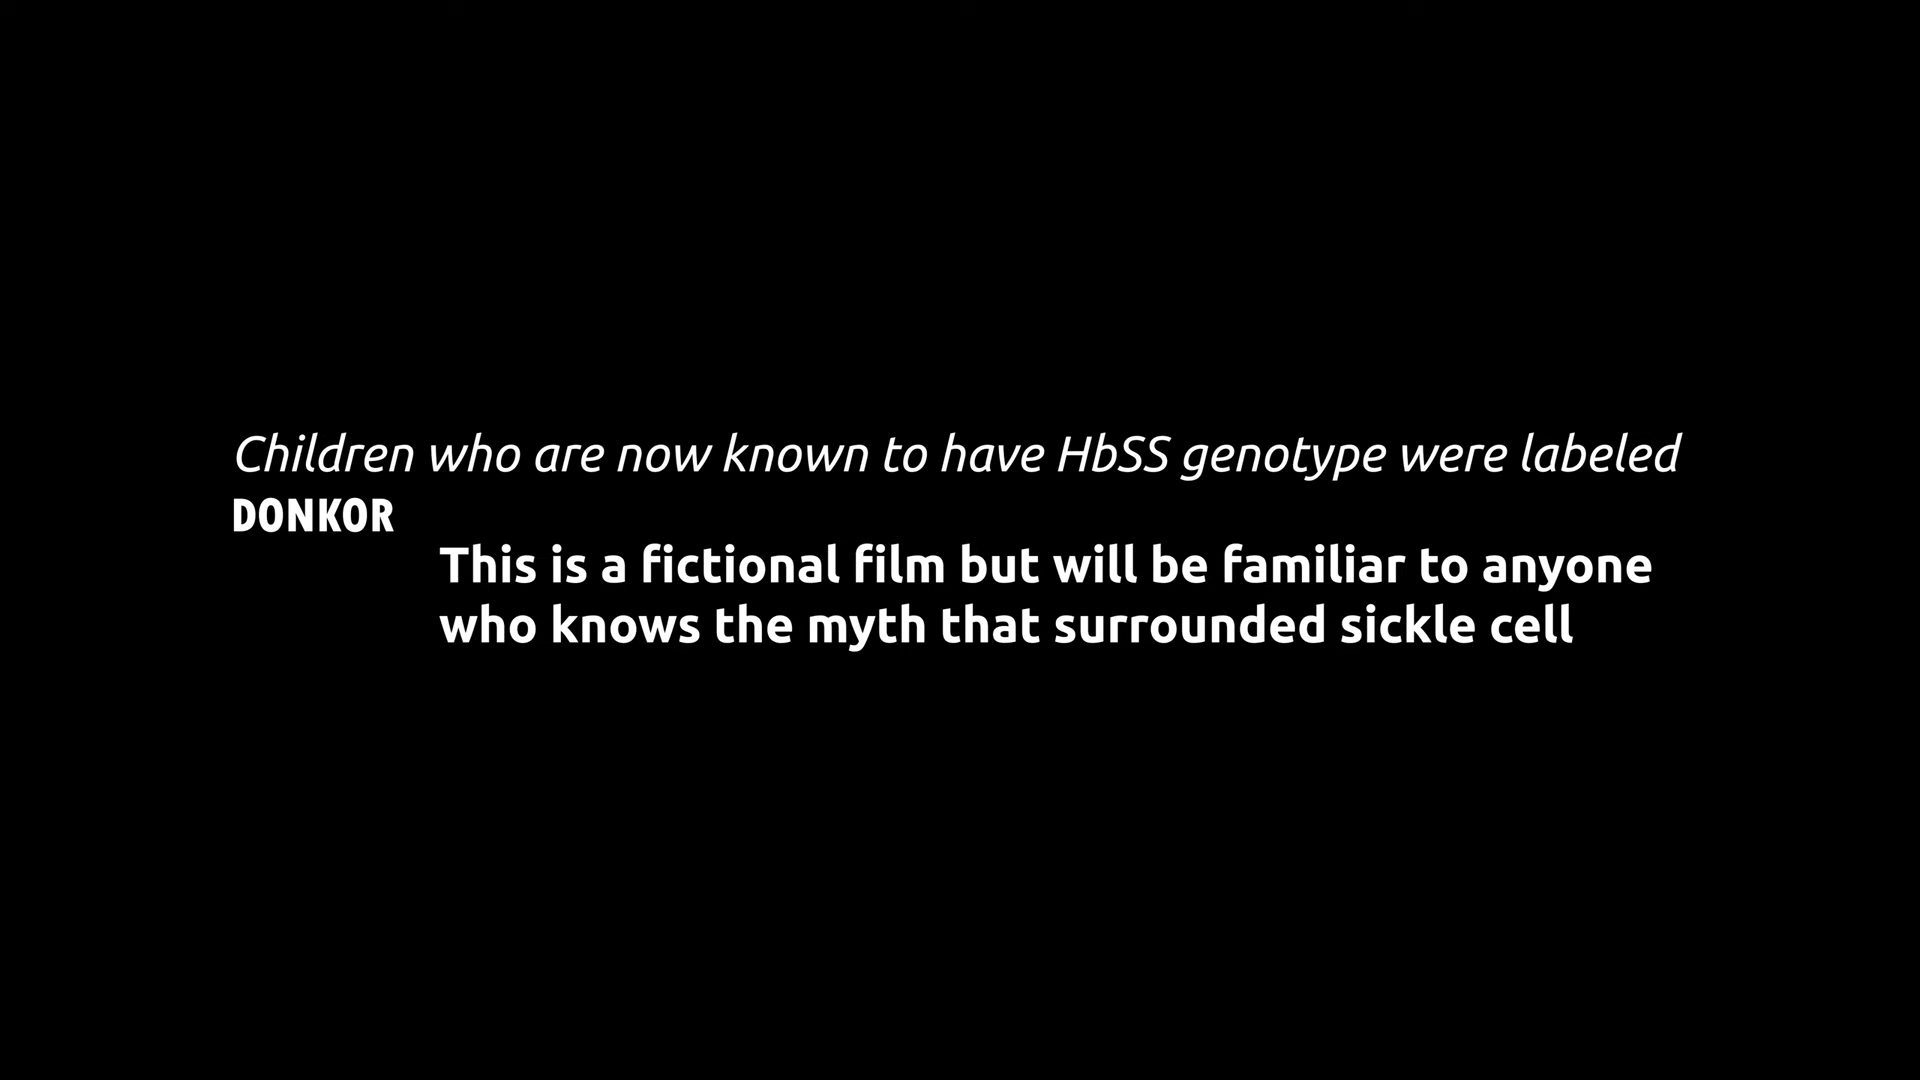 Children who are now known to have HbSS genotype were labeled
DONKOR
This is a fictional film but will be familiar to anyone
who knows the myth that surrounded sickle cell